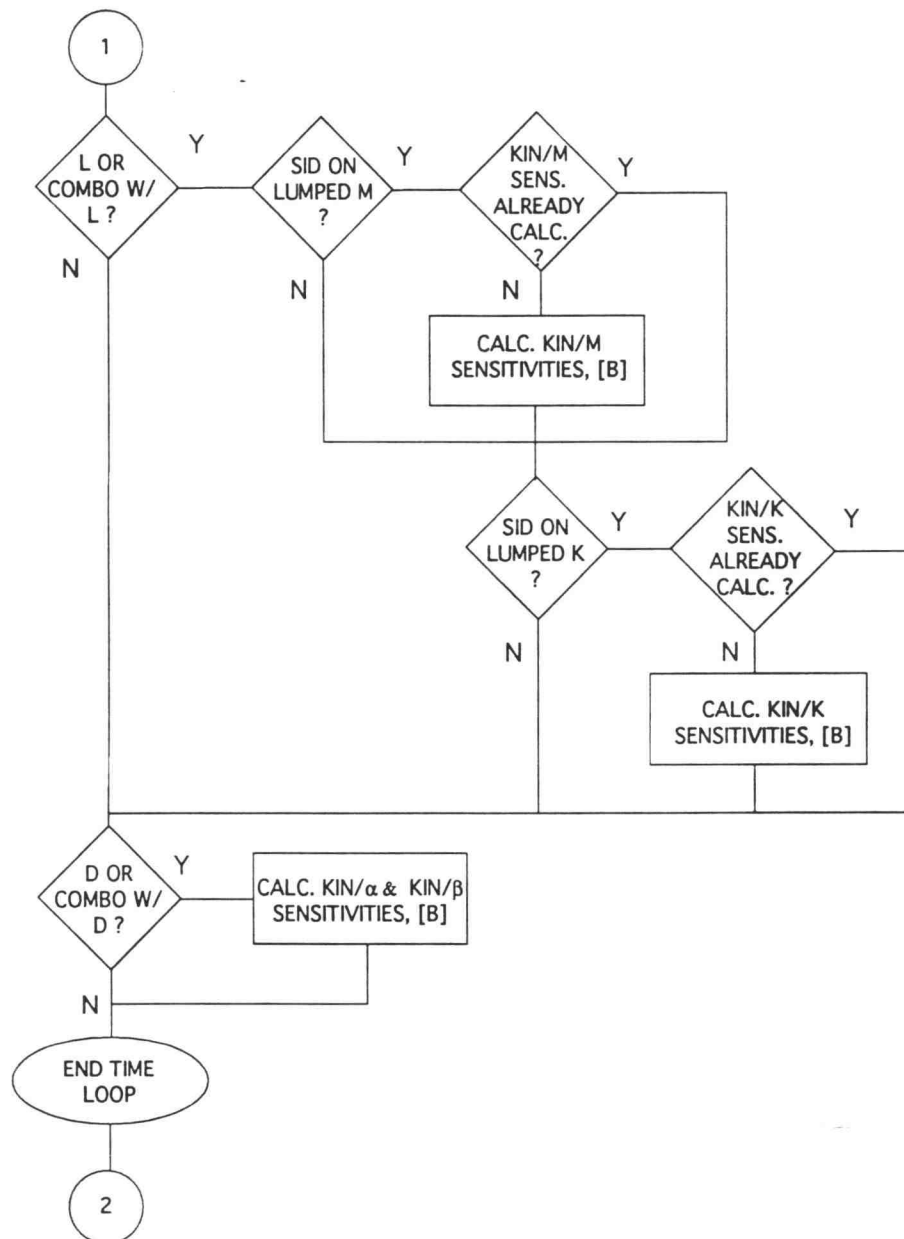 1
L OR
COMBO W/
L ?
Y
N
SID ON
LUMPED M
?
Y
N
KIN/M
SENS.
ALREADY
CALC.
?
Y
N
CALC. KIN/M
SENSITIVITIES, [B]
SID ON
LUMPED K
?
Y
N
KIN/K
SENS.
ALREADY
CALC. ?
Y
N
CALC. KIN/K
SENSITIVITIES, [B]
D OR
COMBO W/
D ?
Y
N
CALC. KIN/α & KIN/β
SENSITIVITIES, [B]
END TIME
LOOP
2